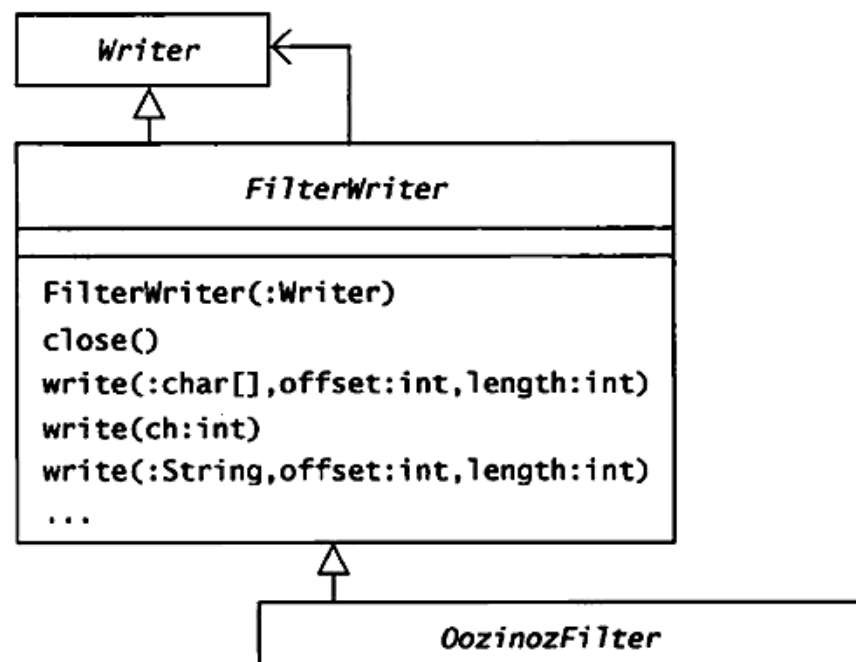 Writer
FilterWriter
FilterWriter(:Writer)
close()
write(:char[],offset:int,length:int)
write(ch:int)
write(:String,offset:int,length:int)
...
OozinozFilter